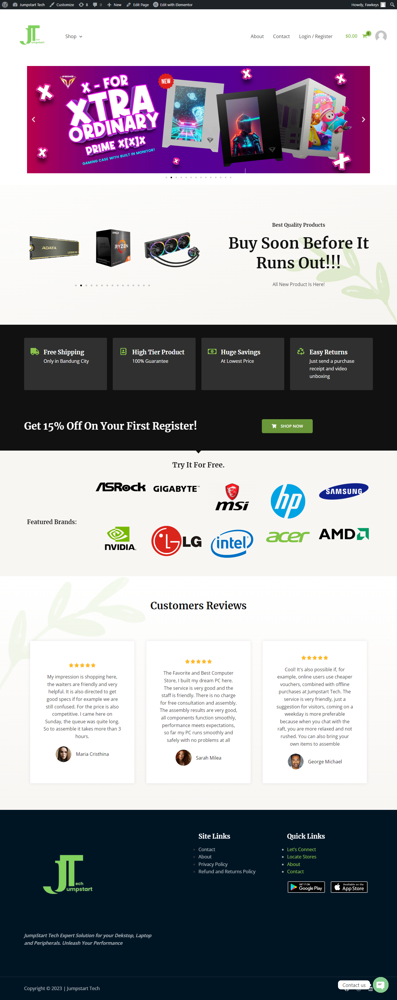 Jumpstart Tech Customize 8 0 New Edit Page Edit with Elementor Howdy, Fawkeys
JT
ech
umpstart
Shop
About Contact Login / Register $0.00 0
PRIME
X - FOR
XTRA
ORDINARY
PRIME X[X]X
GAMING CASE WITH BUILT IN MONITOR!
NEW
Best Quality Products
Buy Soon Before It
Runs Out!!!
All New Product Is Here!
ADATA
LEGEND
AMD
RYZEN
9
Free Shipping
Only in Bandung City
High Tier Product
100% Guarantee
Huge Savings
At Lowest Price
Easy Returns
Just send a purchase
receipt and video
unboxing
Get 15% Off On Your First Register!
SHOP NOW
Try It For Free.
Featured Brands:
ASRock GIGABYTE™ msi hp SAMSUNG
NVIDIA® LG intel® acer AMD
Customers Reviews
My impression is shopping here,
the waiters are friendly and very
helpful. It is also directed to get
good specs if for example we are
still confused. For the price is also
competitive. I came here on
Sunday, the queue was quite long.
So to assemble it takes more than 3
hours.
Maria Cristhina
The Favorite and Best Computer
Store, I built my dream PC here.
The service is very good and the
staff is friendly. There is no charge
for free consultation and assembly.
The assembly results are very good,
all components function smoothly,
performance meets expectations,
so far my PC runs smoothly and
safely with no problems at all
Sarah Milea
Cool! It's also possible if, for
example, online users use cheaper
vouchers, combined with offline
purchases at Jumpstart Tech. The
service is very friendly, just a
suggestion for visitors, coming on a
weekday is more preferable
because when you chat with the
raft, you are more relaxed and not
rushed. You can also bring your
own items to assemble
George Michael
JT
ech
umpstart
JumpStart Tech Expert Solution for your Dekstop, Laptop
and Peripherals. Unleash Your Performance
Site Links
Contact
About
Privacy Policy
Refund and Returns Policy
Quick Links
Let’s Connect
Locate Stores
About
Contact
GET IT ON
Google Play
Available on the
App Store
Copyright © 2023 | Jumpstart Tech
Contact us